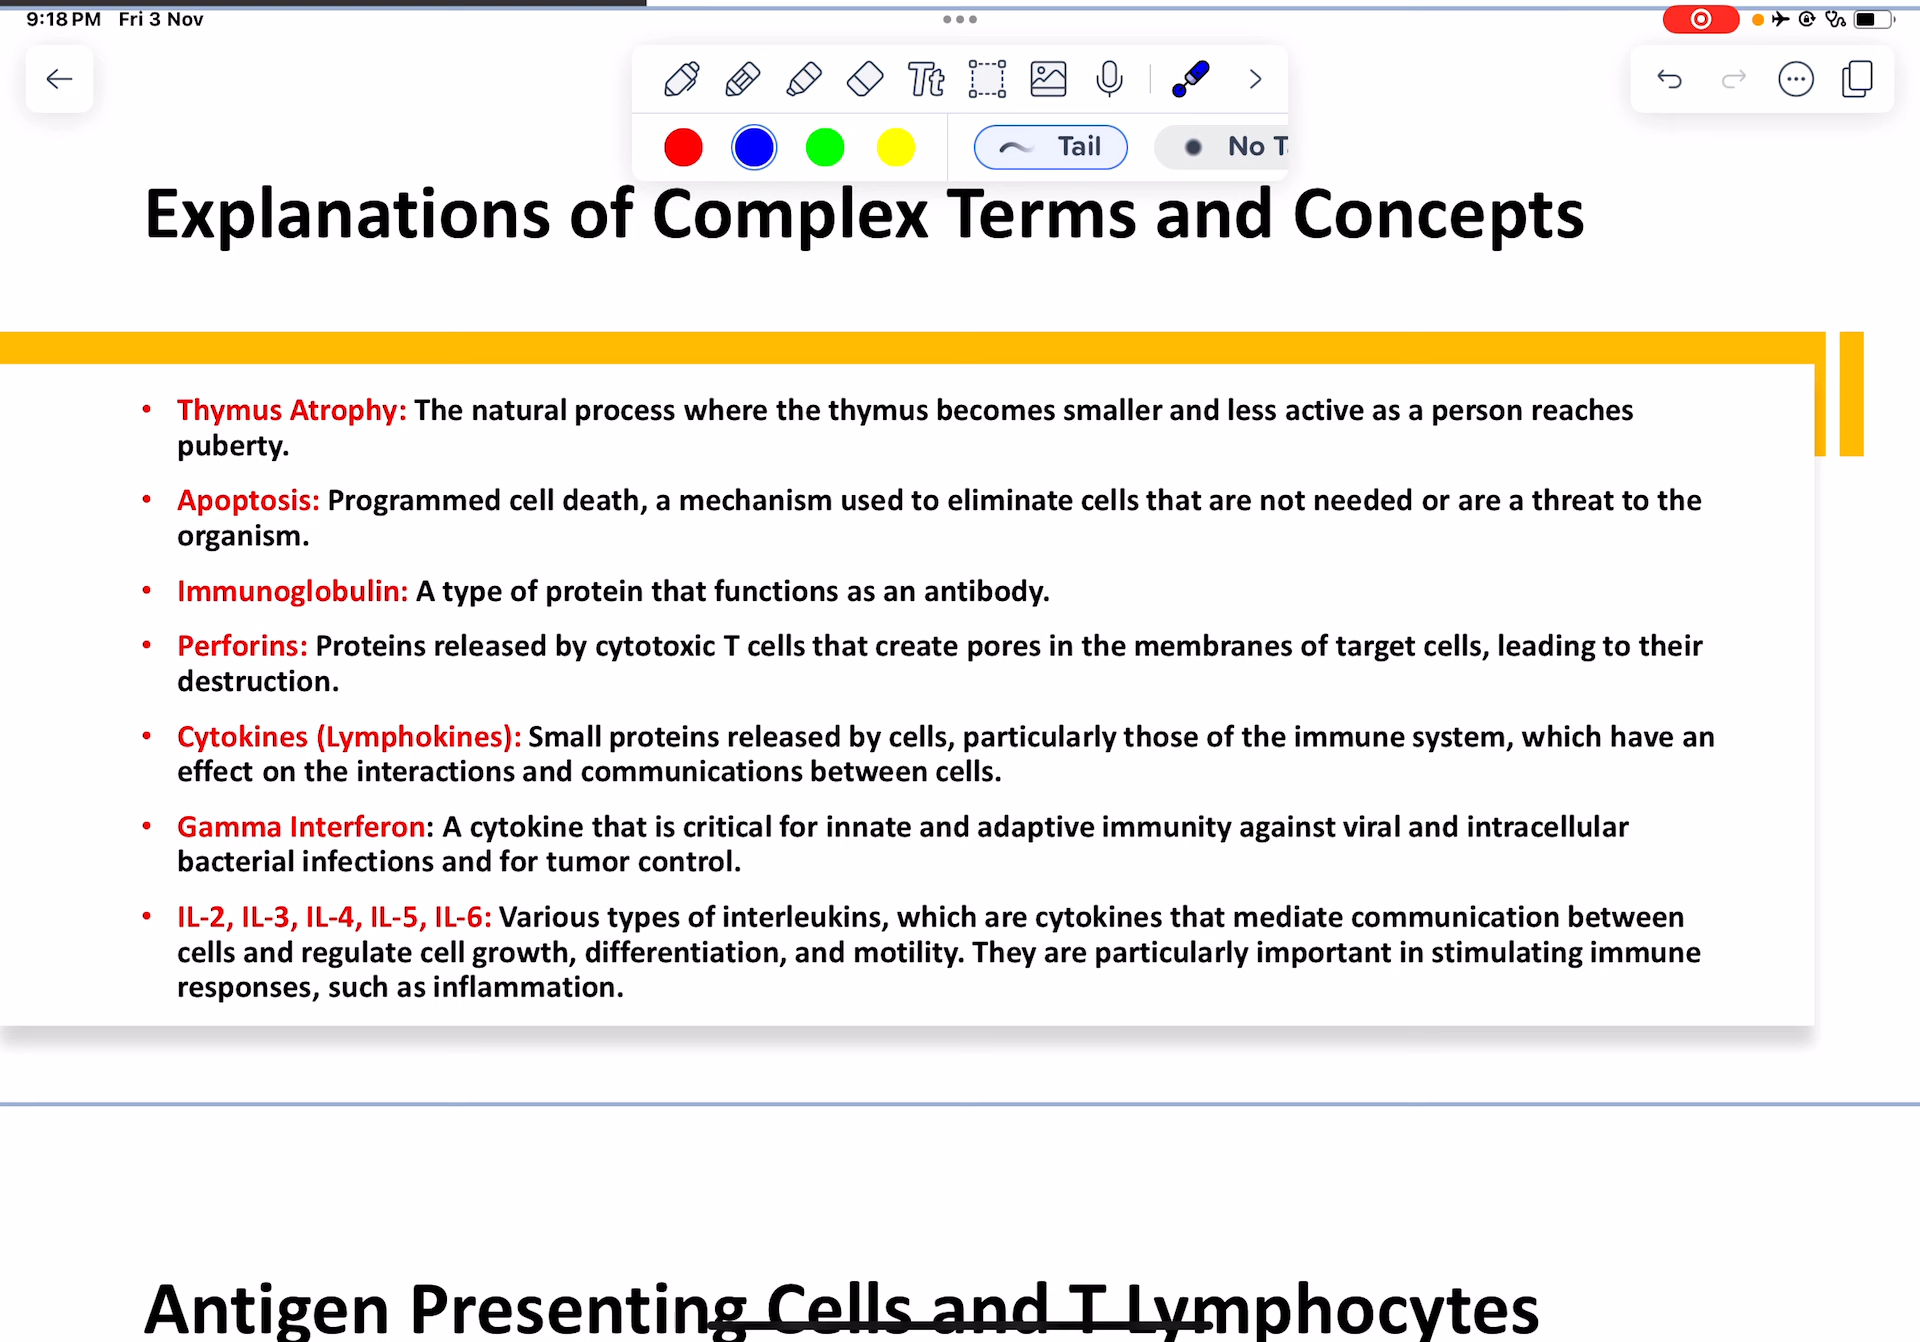 9:18 PM Fri 3 Nov
Tt
Tail
No T
Explanations of Complex Terms and Concepts
• Thymus Atrophy: The natural process where the thymus becomes smaller and less active as a person reaches
puberty.
• Apoptosis: Programmed cell death, a mechanism used to eliminate cells that are not needed or are a threat to the
organism.
• Immunoglobulin: A type of protein that functions as an antibody.
• Perforins: Proteins released by cytotoxic T cells that create pores in the membranes of target cells, leading to their
destruction.
• Cytokines (Lymphokines): Small proteins released by cells, particularly those of the immune system, which have an
effect on the interactions and communications between cells.
• Gamma Interferon: A cytokine that is critical for innate and adaptive immunity against viral and intracellular
bacterial infections and for tumor control.
• IL-2, IL-3, IL-4, IL-5, IL-6: Various types of interleukins, which are cytokines that mediate communication between
cells and regulate cell growth, differentiation, and motility. They are particularly important in stimulating immune
responses, such as inflammation.
Antigen Presenting Cells and T Lymphocytes